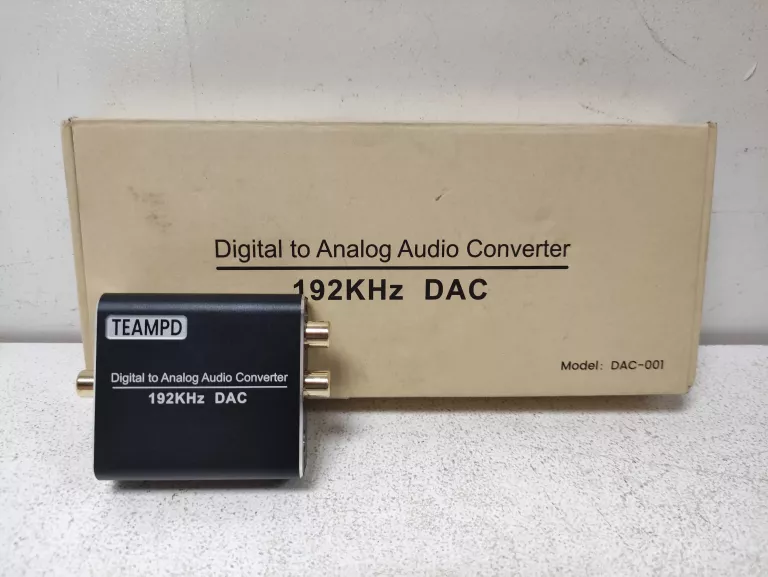 Digital to Analog Audio Converter
192KHz DAC
Model: DAC-001
TEAMPD
Digital to Analog Audio Converter
192KHz DAC